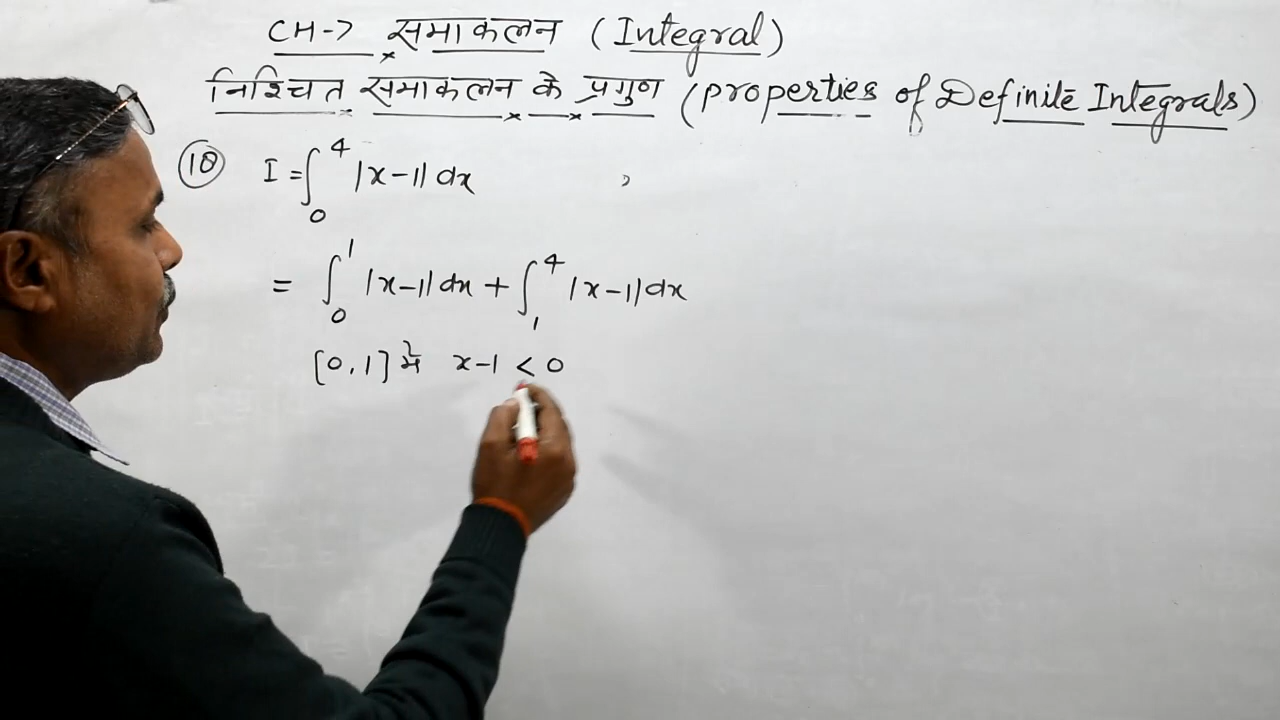 CH-7 समाकलन (Integral)
निश्चित समाकलन के प्रगुण (properties of Definite Integrals)
(18) I = ∫₀⁴ |x-1| dx ,
= ∫₀¹ |x-1| dx + ∫₁⁴ |x-1| dx
[0,1] में x-1 < 0